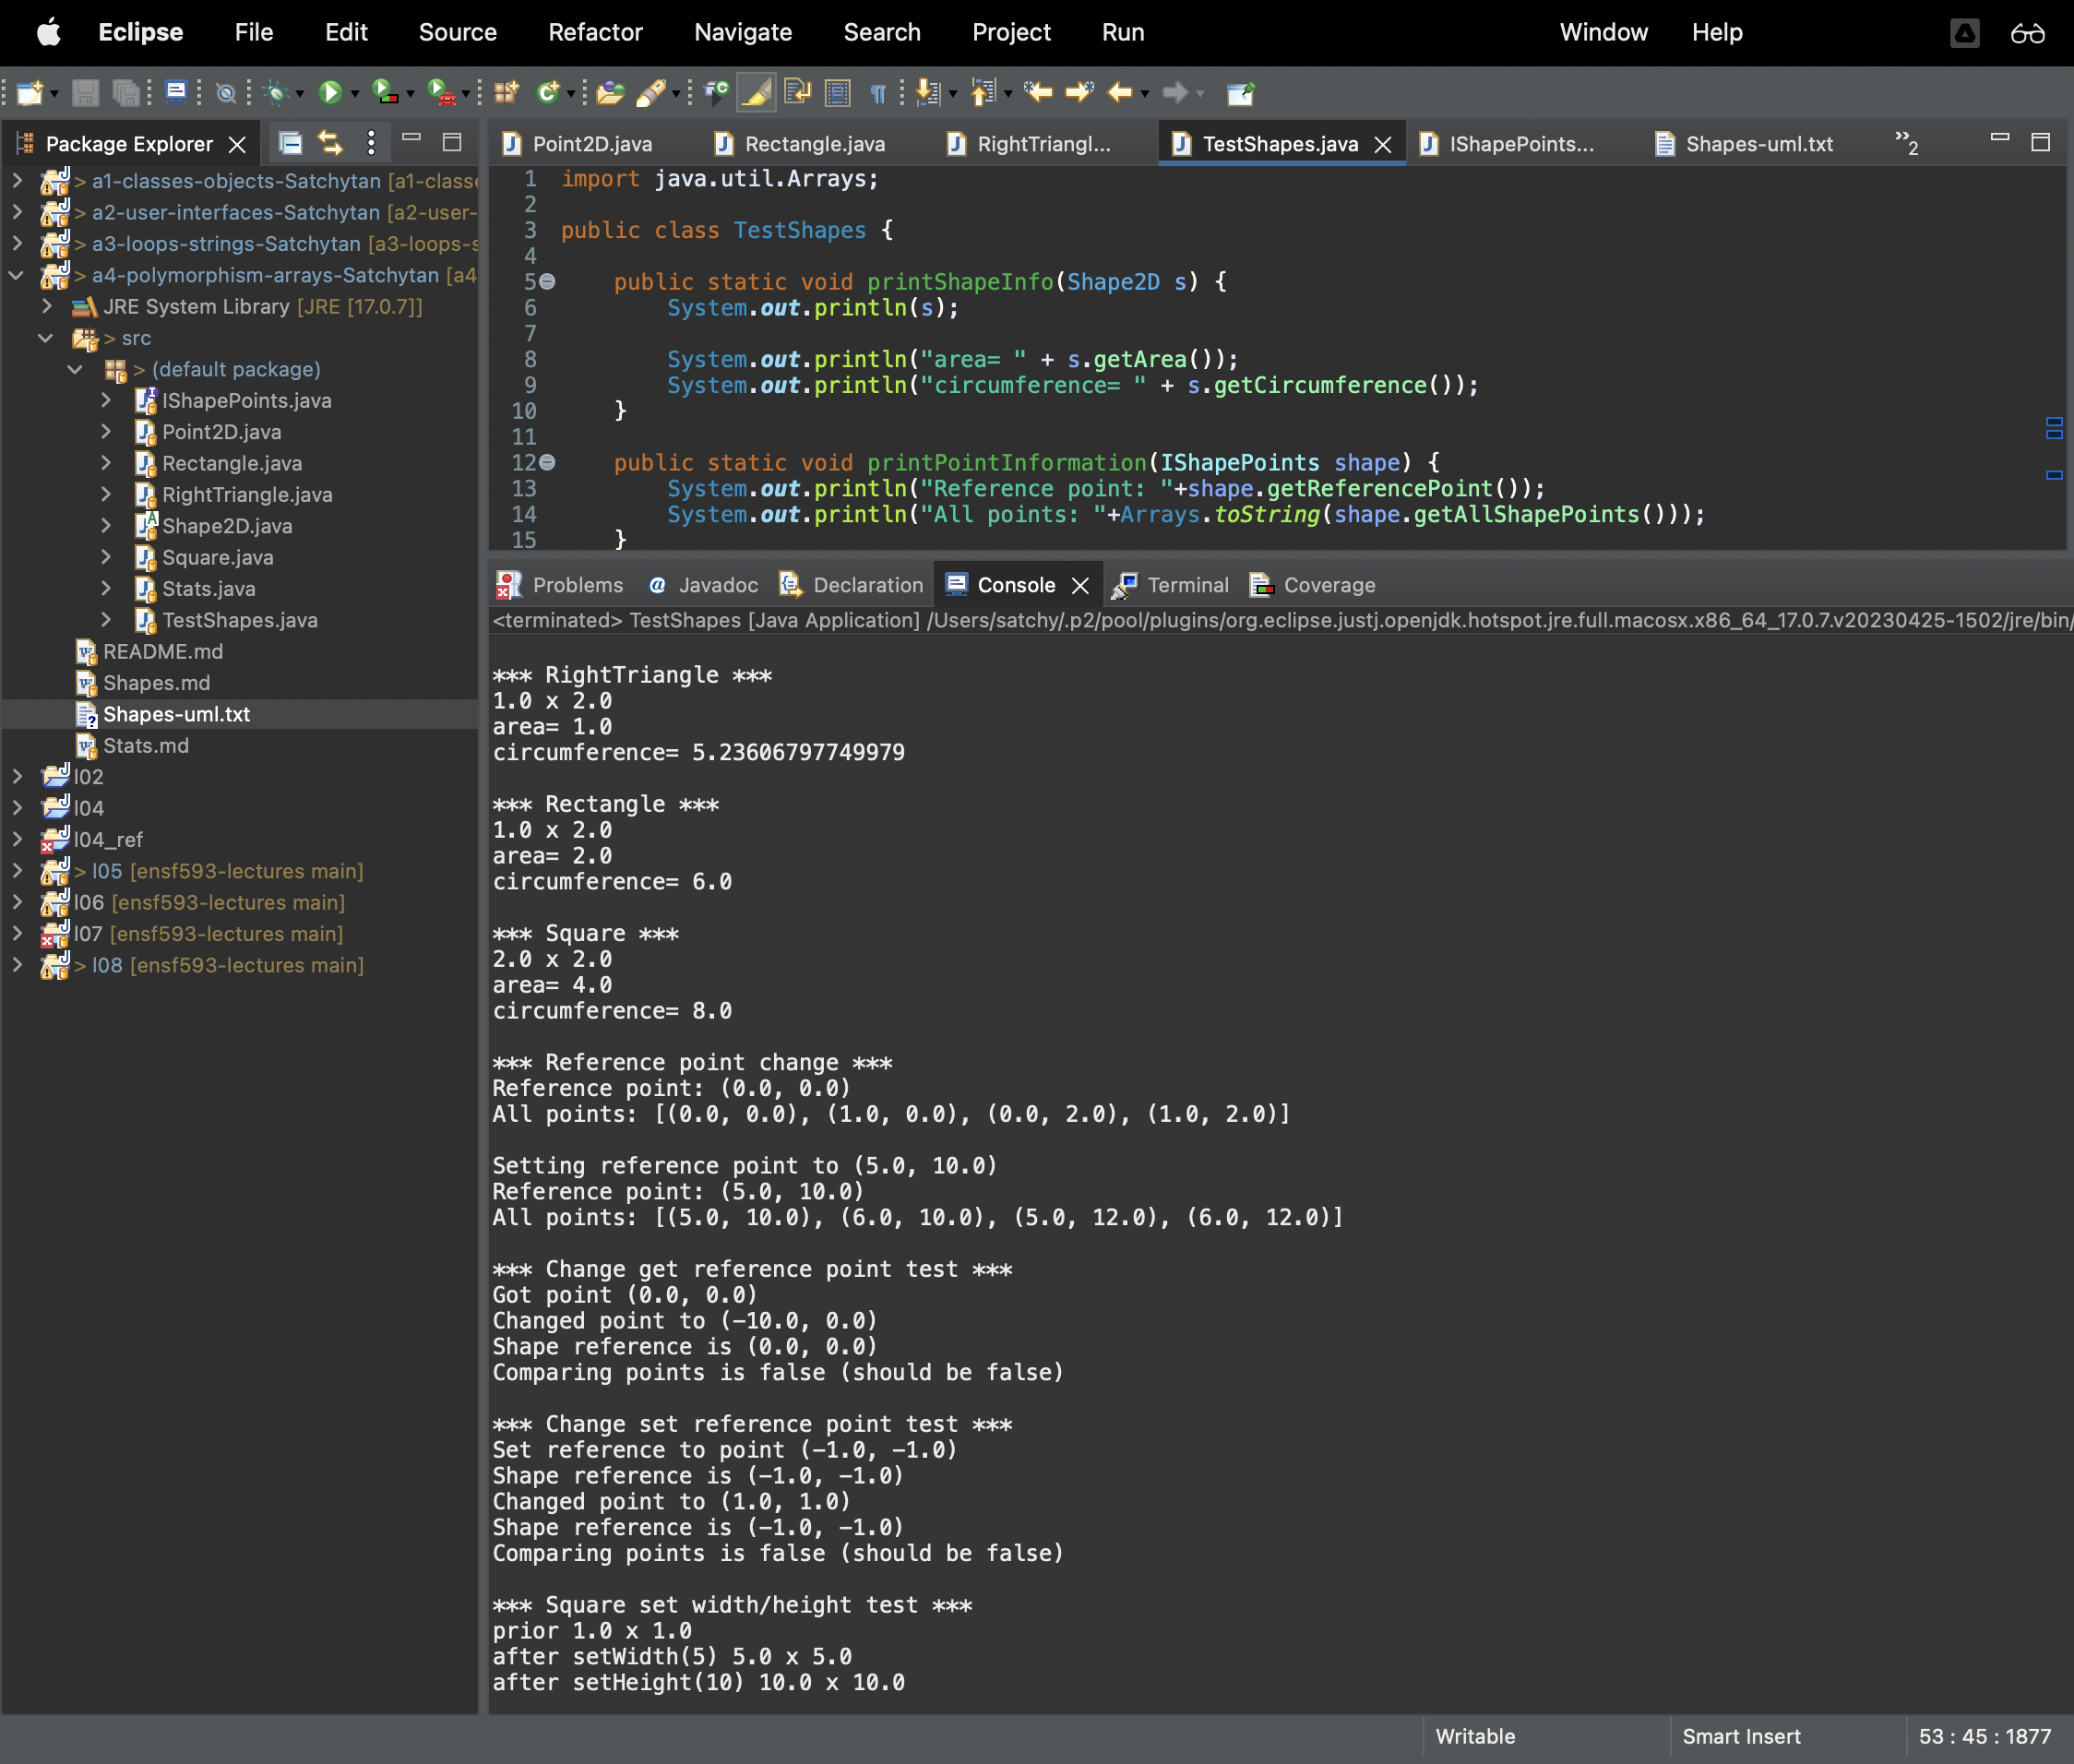 Eclipse File Edit Source Refactor Navigate Search Project Run Window Help
Package Explorer
> a1-classes-objects-Satchytan [a1-classe
> a2-user-interfaces-Satchytan [a2-user-
> a3-loops-strings-Satchytan [a3-loops-s
> a4-polymorphism-arrays-Satchytan [a4
JRE System Library [JRE [17.0.7]]
> src
> (default package)
IShapePoints.java
Point2D.java
Rectangle.java
RightTriangle.java
Shape2D.java
Square.java
Stats.java
TestShapes.java
README.md
Shapes.md
Shapes-uml.txt
Stats.md
l02
l04
l04_ref
> l05 [ensf593-lectures main]
l06 [ensf593-lectures main]
l07 [ensf593-lectures main]
> l08 [ensf593-lectures main]
Point2D.java Rectangle.java RightTriangl... TestShapes.java IShapePoints... Shapes-uml.txt »2
1 import java.util.Arrays;
2
3 public class TestShapes {
4
5 public static void printShapeInfo(Shape2D s) {
6 System.out.println(s);
7
8 System.out.println("area= " + s.getArea());
9 System.out.println("circumference= " + s.getCircumference());
10 }
11
12 public static void printPointInformation(IShapePoints shape) {
13 System.out.println("Reference point: "+shape.getReferencePoint());
14 System.out.println("All points: "+Arrays.toString(shape.getAllShapePoints()));
15 }
Problems Javadoc Declaration Console Terminal Coverage
<terminated> TestShapes [Java Application] /Users/satchy/.p2/pool/plugins/org.eclipse.justj.openjdk.hotspot.jre.full.macosx.x86_64_17.0.7.v20230425-1502/jre/bin/
*** RightTriangle ***
1.0 x 2.0
area= 1.0
circumference= 5.23606797749979
*** Rectangle ***
1.0 x 2.0
area= 2.0
circumference= 6.0
*** Square ***
2.0 x 2.0
area= 4.0
circumference= 8.0
*** Reference point change ***
Reference point: (0.0, 0.0)
All points: [(0.0, 0.0), (1.0, 0.0), (0.0, 2.0), (1.0, 2.0)]
Setting reference point to (5.0, 10.0)
Reference point: (5.0, 10.0)
All points: [(5.0, 10.0), (6.0, 10.0), (5.0, 12.0), (6.0, 12.0)]
*** Change get reference point test ***
Got point (0.0, 0.0)
Changed point to (-10.0, 0.0)
Shape reference is (0.0, 0.0)
Comparing points is false (should be false)
*** Change set reference point test ***
Set reference to point (-1.0, -1.0)
Shape reference is (-1.0, -1.0)
Changed point to (1.0, 1.0)
Shape reference is (-1.0, -1.0)
Comparing points is false (should be false)
*** Square set width/height test ***
prior 1.0 x 1.0
after setWidth(5) 5.0 x 5.0
after setHeight(10) 10.0 x 10.0
Writable Smart Insert 53 : 45 : 1877